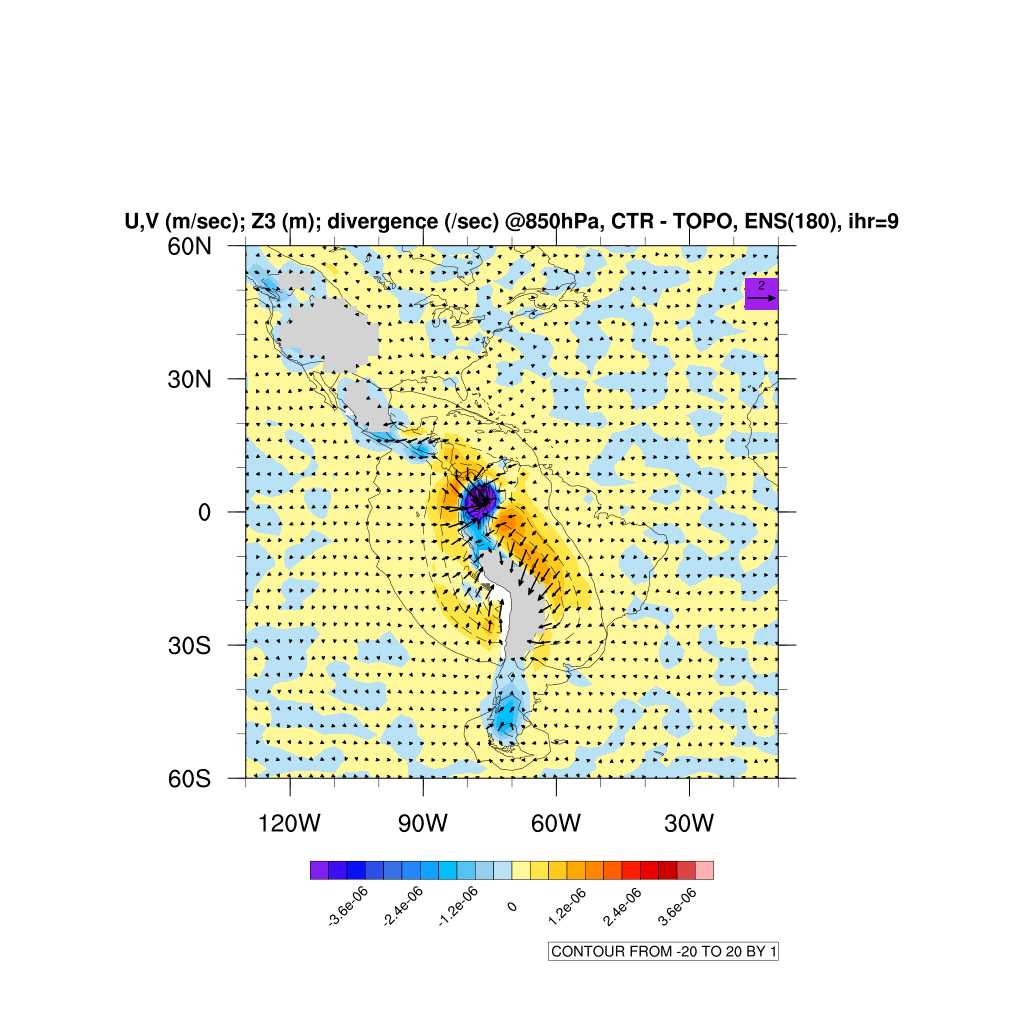 U,V (m/sec); Z3 (m); divergence (/sec) @850hPa, CTR - TOPO, ENS(180), ihr=9
60N
2
30N
0
30S
60S
120W 90W 60W 30W
-3.6e-06 -2.4e-06 -1.2e-06 0 1.2e-06 2.4e-06 3.6e-06
CONTOUR FROM -20 TO 20 BY 1